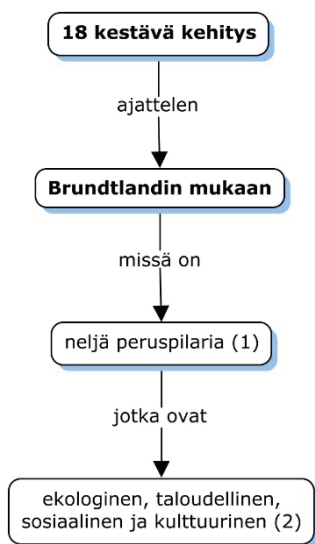 18 kestävä kehitys
ajattelen
Brundtlandin mukaan
missä on
neljä peruspilaria (1)
jotka ovat
ekologinen, taloudellinen,
sosiaalinen ja kulttuurinen (2)